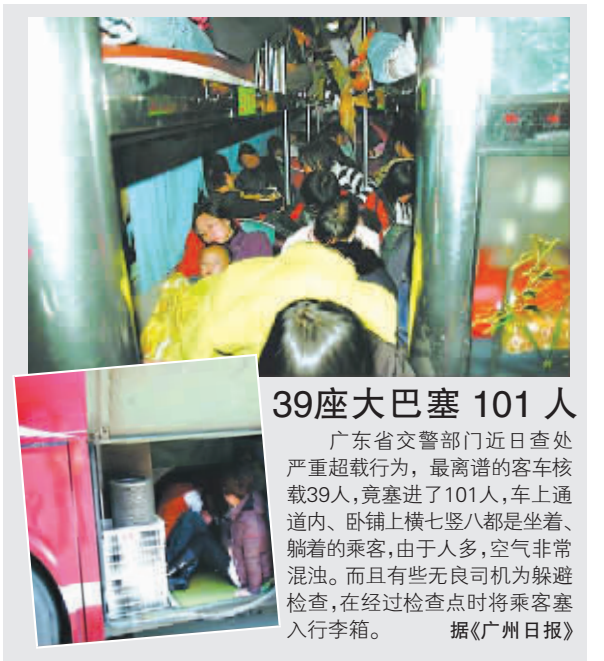 39座大巴塞 101 人
广东省交警部门近日查处
严重超载行为，最离谱的客车核
载39人，竟塞进了101人，车上通
道内、卧铺上横七竖八都是坐着、
躺着的乘客，由于人多，空气非常
混浊。而且有些无良司机为躲避
检查，在经过检查点时将乘客塞
入行李箱。 据《广州日报》